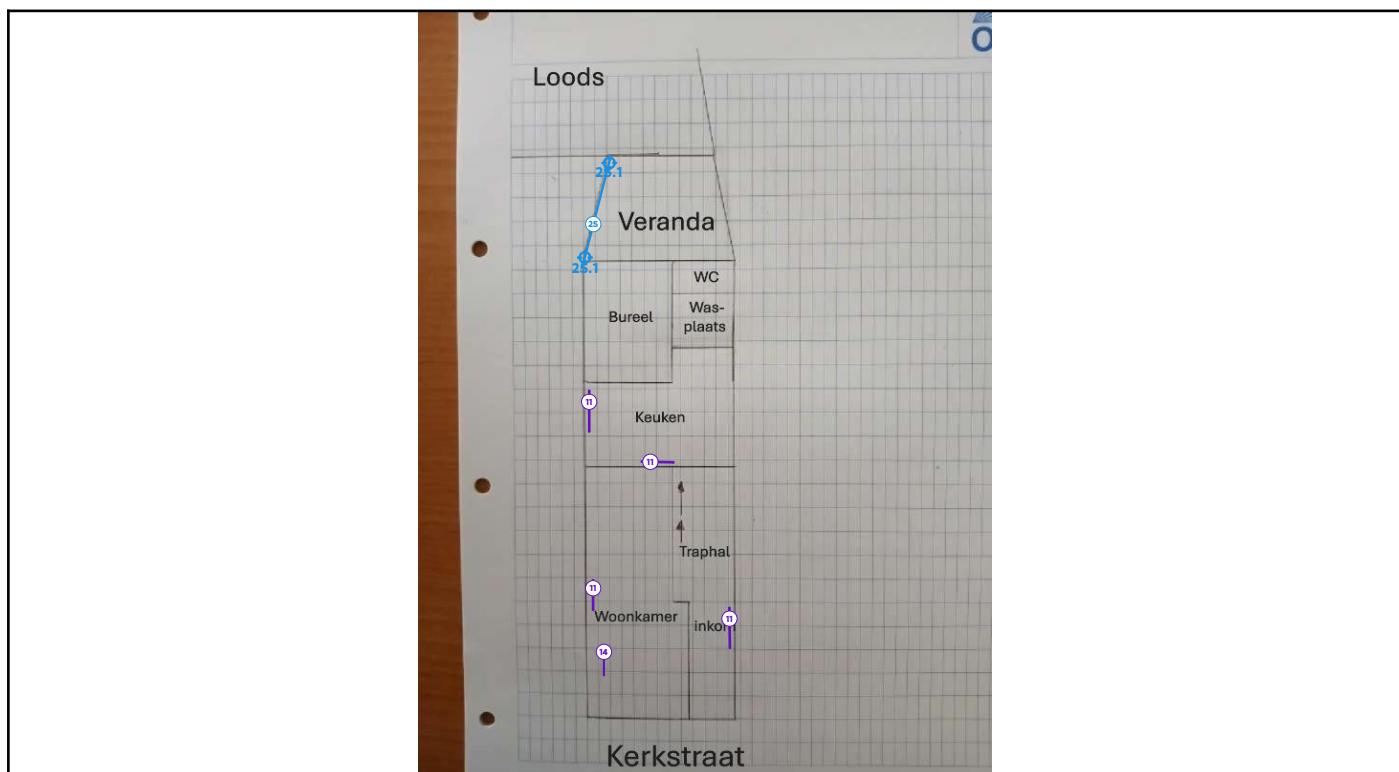 Loods
25.1
25
Veranda
25.1
WC
Bureel
Was-
plaats
11
Keuken
11
Traphal
11
Woonkamer
inkom
11
14
Kerkstraat